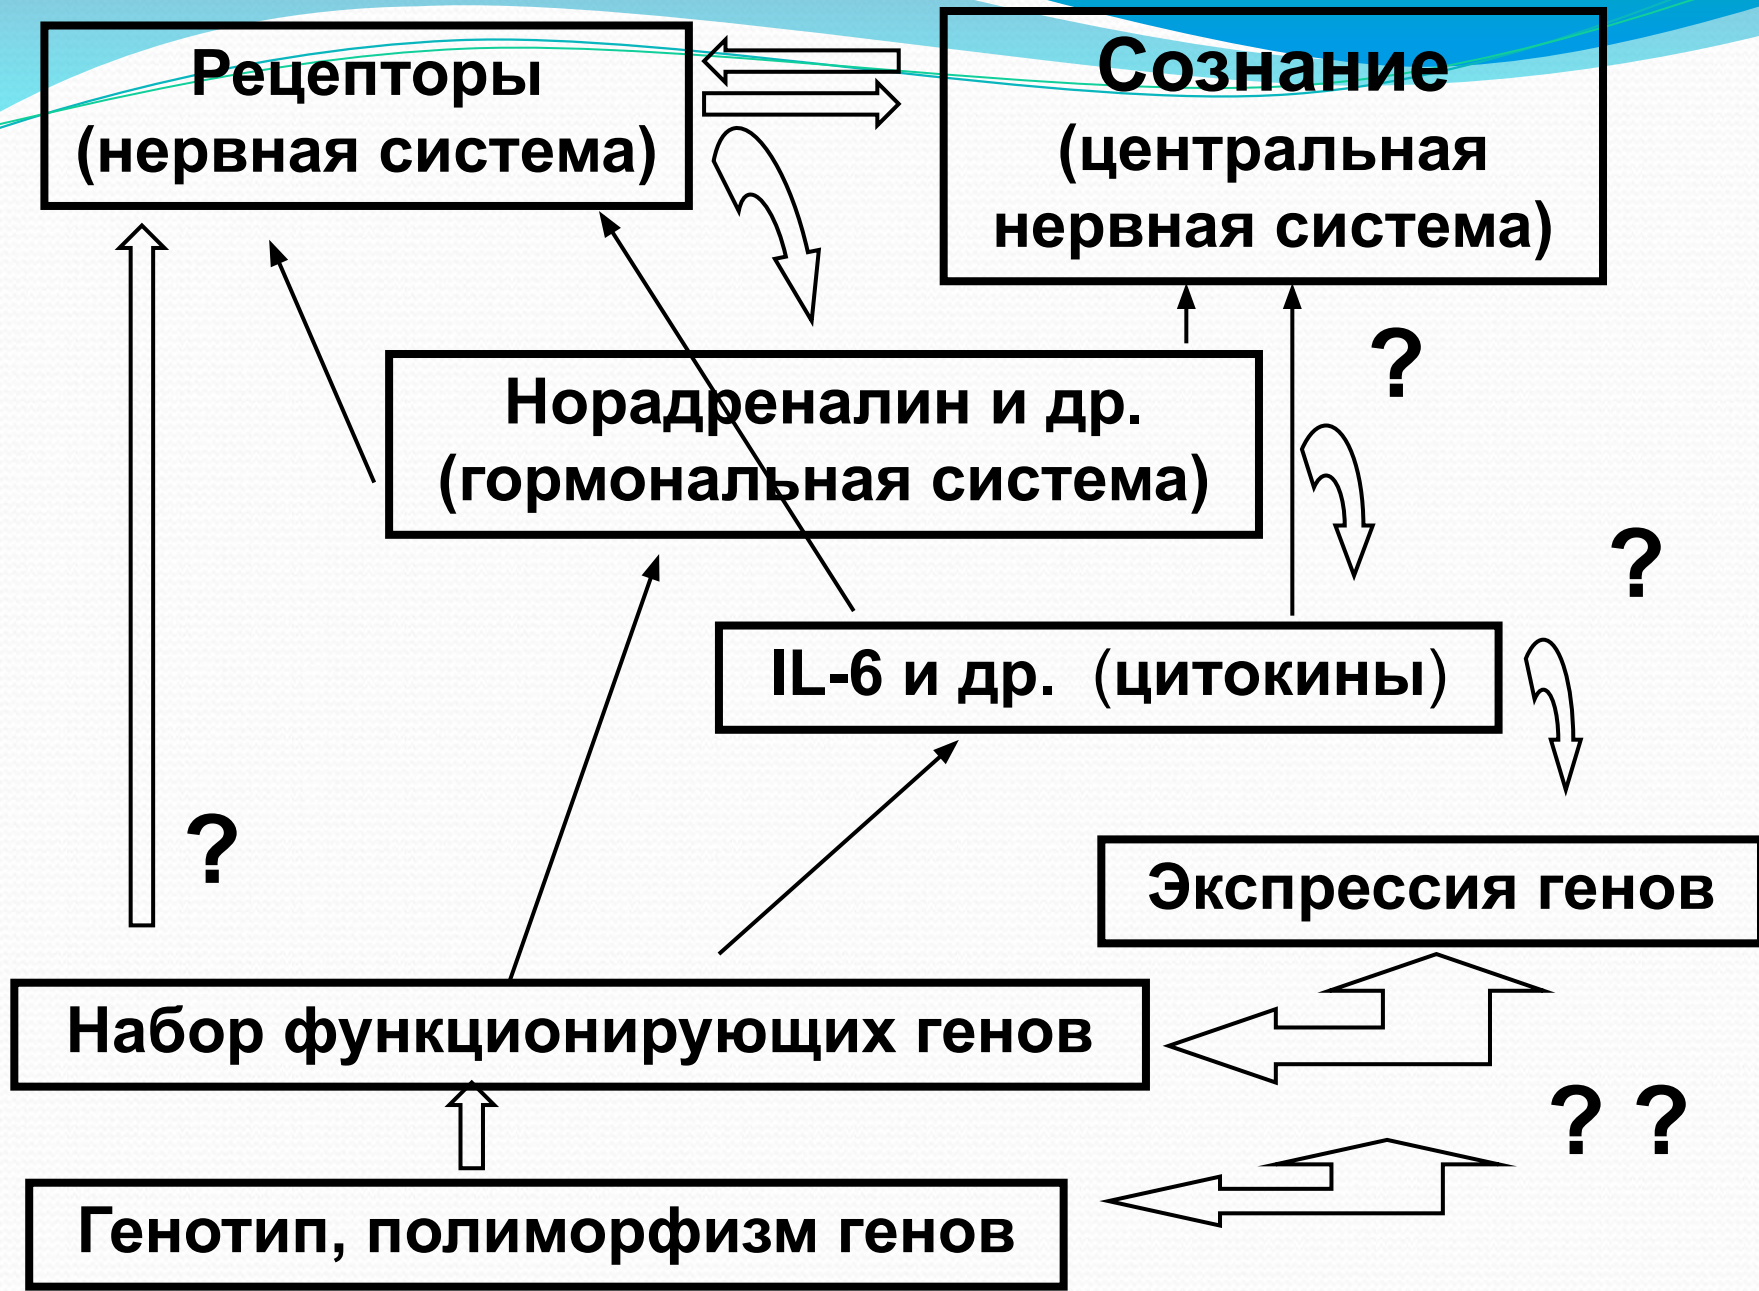 Рецепторы
(нервная система)
Сознание
(центральная
нервная система)
Норадреналин и др.
(гормональная система)
?
?
IL-6 и др. (цитокины)
?
Экспрессия генов
Набор функционирующих генов
? ?
Генотип, полиморфизм генов